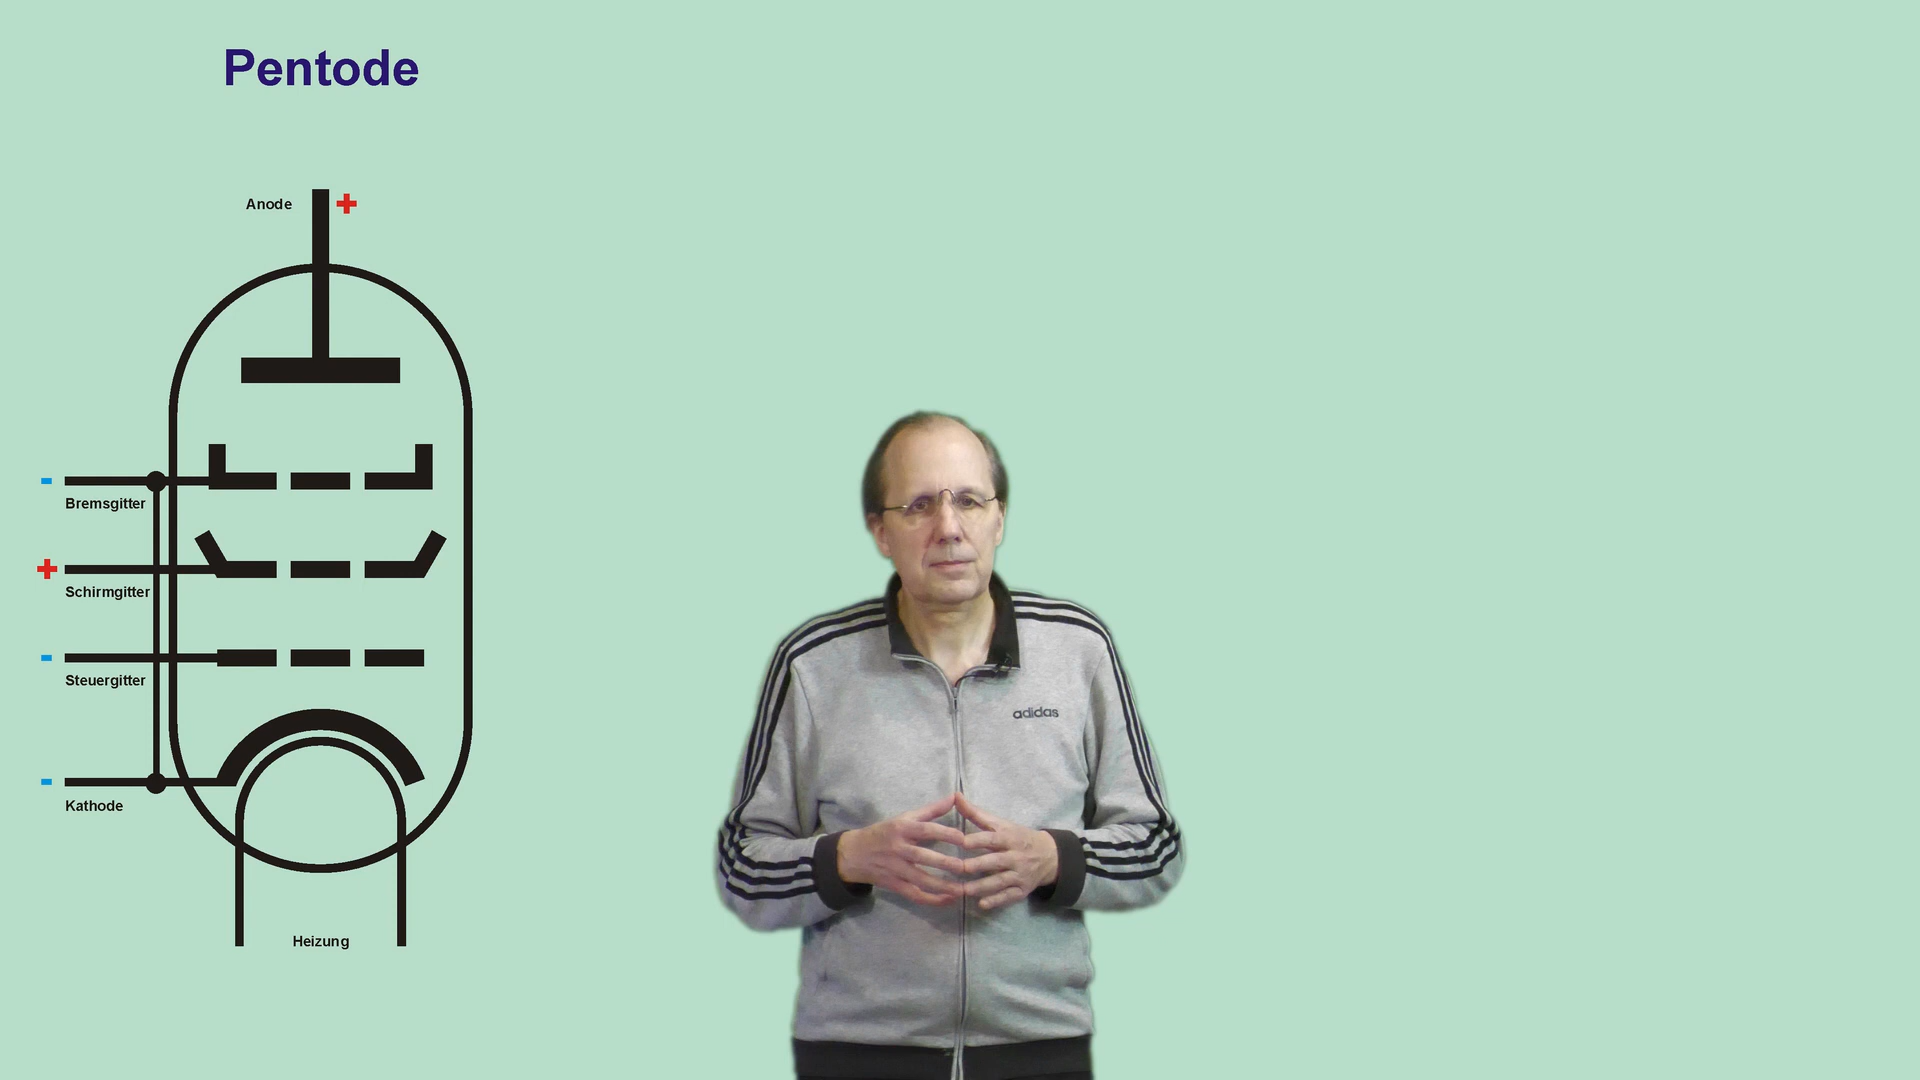 Pentode
Anode
Bremsgitter
Schirmgitter
Steuergitter
adidas
Kathode
Heizung